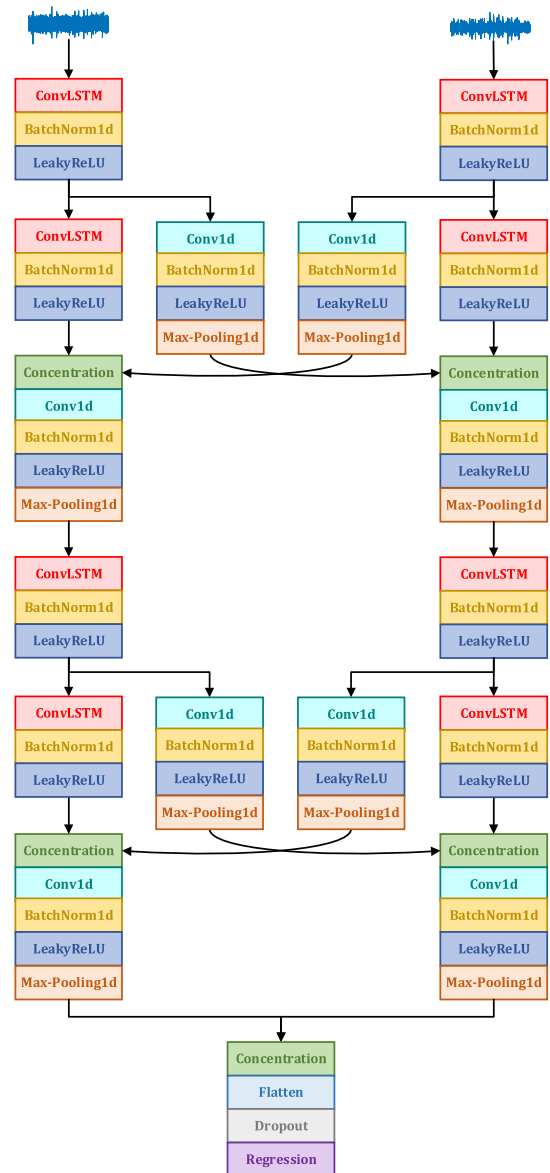 ConvLSTM
BatchNorm1d
LeakyReLU
ConvLSTM
BatchNorm1d
LeakyReLU
ConvLSTM
BatchNorm1d
LeakyReLU
Conv1d
BatchNorm1d
LeakyReLU
Max-Pooling1d
Conv1d
BatchNorm1d
LeakyReLU
Max-Pooling1d
ConvLSTM
BatchNorm1d
LeakyReLU
Concentration
Conv1d
BatchNorm1d
LeakyReLU
Max-Pooling1d
Concentration
Conv1d
BatchNorm1d
LeakyReLU
Max-Pooling1d
ConvLSTM
BatchNorm1d
LeakyReLU
ConvLSTM
BatchNorm1d
LeakyReLU
ConvLSTM
BatchNorm1d
LeakyReLU
Conv1d
BatchNorm1d
LeakyReLU
Max-Pooling1d
Conv1d
BatchNorm1d
LeakyReLU
Max-Pooling1d
ConvLSTM
BatchNorm1d
LeakyReLU
Concentration
Conv1d
BatchNorm1d
LeakyReLU
Max-Pooling1d
Concentration
Conv1d
BatchNorm1d
LeakyReLU
Max-Pooling1d
Concentration
Flatten
Dropout
Regression